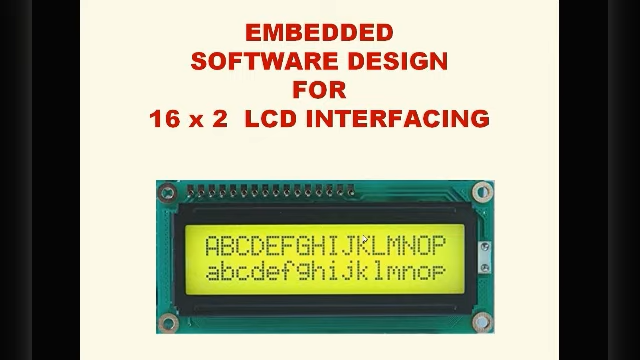 EMBEDDED
SOFTWARE DESIGN
FOR
16 x 2 LCD INTERFACING
ABCDEFGHIJKLMNOP
abcdefghijklmnop